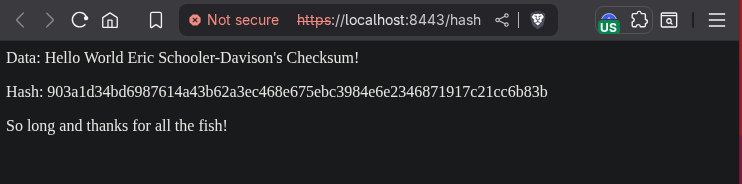 Not secure https://localhost:8443/hash
US
Data: Hello World Eric Schooler-Davison's Checksum!
Hash: 903a1d34bd6987614a43b62a3ec468e675ebc3984e6e2346871917c21cc6b83b
So long and thanks for all the fish!